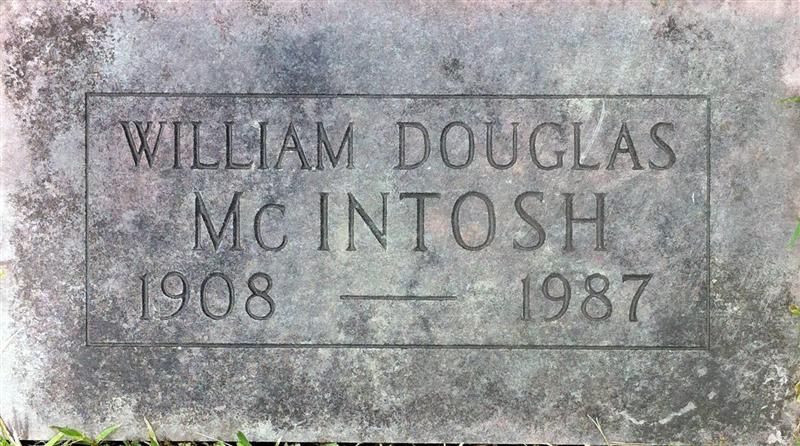 WILLIAM DOUGLAS
McINTOSH
1908 — 1987